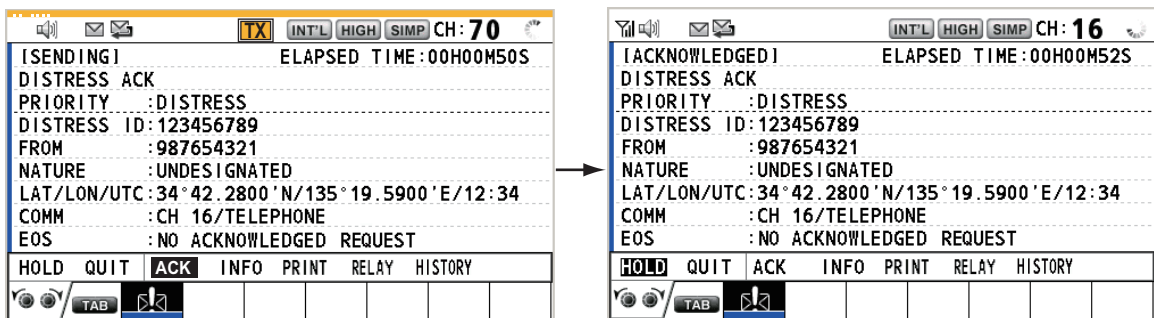 TX INT'L HIGH SIMP CH: 70
[SENDING] ELAPSED TIME:00H00M50S
DISTRESS ACK
PRIORITY :DISTRESS
DISTRESS ID:123456789
FROM :987654321
NATURE :UNDESIGNATED
LAT/LON/UTC:34°42.2800'N/135°19.5900'E/12:34
COMM :CH 16/TELEPHONE
EOS :NO ACKNOWLEDGED REQUEST
HOLD QUIT ACK INFO PRINT RELAY HISTORY
TAB
INT'L HIGH SIMP CH: 16
[ACKNOWLEDGED] ELAPSED TIME:00H00M52S
DISTRESS ACK
PRIORITY :DISTRESS
DISTRESS ID:123456789
FROM :987654321
NATURE :UNDESIGNATED
LAT/LON/UTC:34°42.2800'N/135°19.5900'E/12:34
COMM :CH 16/TELEPHONE
EOS :NO ACKNOWLEDGED REQUEST
HOLD QUIT ACK INFO PRINT RELAY HISTORY
TAB